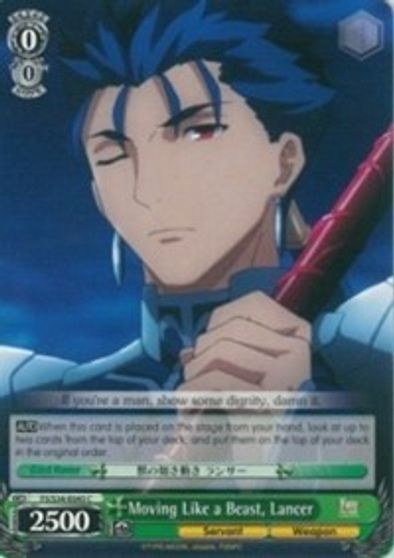 0
0
If you're a man, show some dignity, damn it.
AUTO When this card is placed on the stage from your hand, look at up
to two cards from the top of your deck, and put them on the top of your deck
in the original order.
Card Name 獣の如き動き ランサー
2500
Moving Like a Beast, Lancer
Servant Weapon